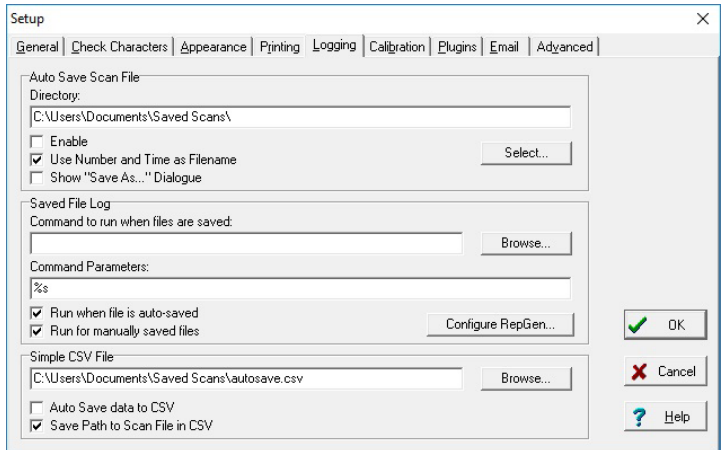 Setup
General Check Characters Appearance Printing Logging Calibration Plugins Email Advanced
Auto Save Scan File
Directory:
C:\Users\Documents\Saved Scans\
Enable
Use Number and Time as Filename
Select...
Show "Save As..." Dialogue
Saved File Log
Command to run when files are saved:
Browse...
Command Parameters:
%s
Run when file is auto-saved
Run for manually saved files
Configure RepGen...
OK
Simple CSV File
C:\Users\Documents\Saved Scans\autosave.csv
Browse...
Cancel
Auto Save data to CSV
Save Path to Scan File in CSV
Help